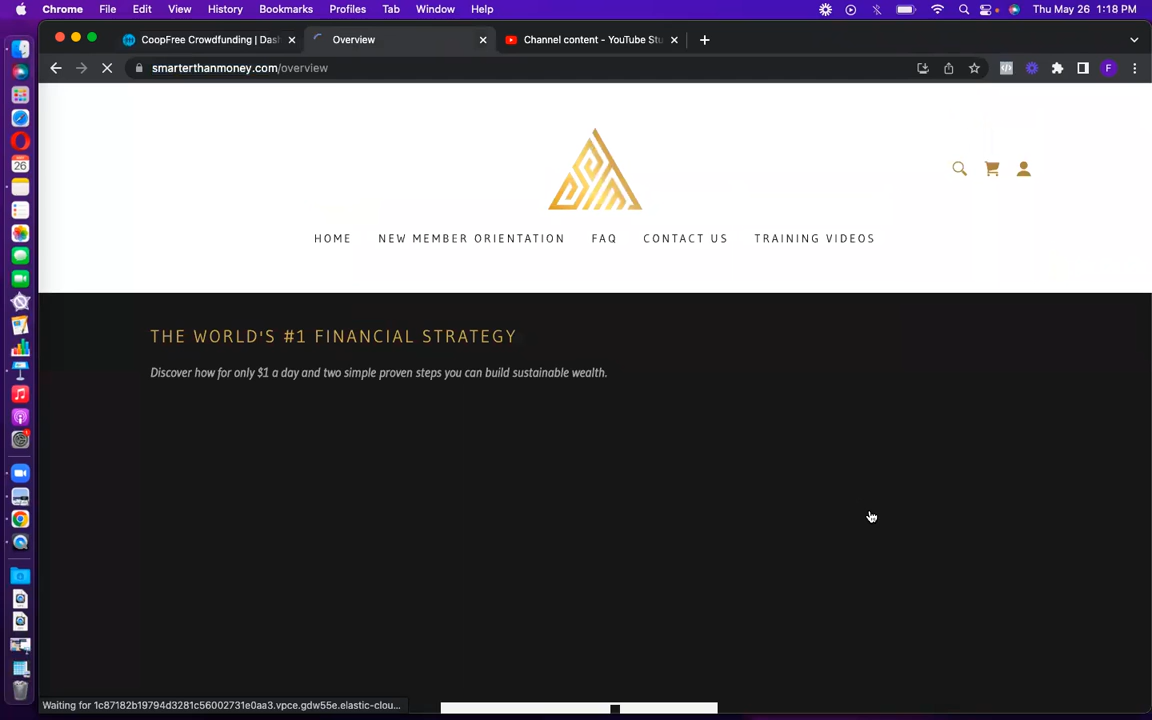 Chrome File Edit View History Bookmarks Profiles Tab Window Help Thu May 26 1:18 PM
CoopFree Crowdfunding | Das Overview Channel content - YouTube Stu
smarterthanmoney.com/overview F
26
HOME NEW MEMBER ORIENTATION FAQ CONTACT US TRAINING VIDEOS
THE WORLD'S #1 FINANCIAL STRATEGY
Discover how for only $1 a day and two simple proven steps you can build sustainable wealth.
Waiting for 1c87182b19794d3281c56002731e0aa3.vpce.gdw55e.elastic-clou...